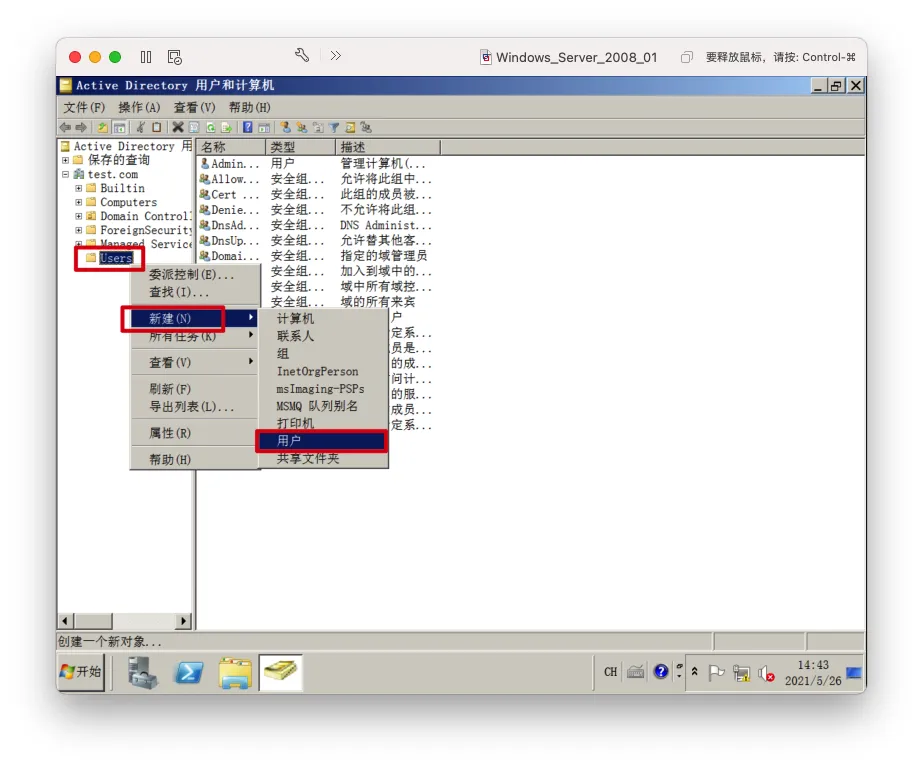 Windows_Server_2008_01
要释放鼠标，请按: Control-⌘
Active Directory 用户和计算机
文件(F) 操作(A) 查看(V) 帮助(H)
Active Directory 用
保存的查询
test.com
Builtin
Computers
Domain Control
ForeignSecurity
Managed Service
Users
名称 类型 描述
Admin... 用户 管理计算机(...
Allow... 安全组... 允许将此组中...
Cert ... 安全组... 此组的成员被...
Denie... 安全组... 不允许将此组...
DnsAd... 安全组... DNS Administ...
DnsUp... 安全组... 允许替其他客...
Domai... 安全组... 指定的域管理员
安全组... 加入到域中的...
安全组... 域中所有域控...
安全组... 域的所有来宾
户
定系...
员是...
的成...
问计...
的服...
成员...
定系...
委派控制(E)...
查找(I)...
新建(N)
所有任务(K)
查看(V)
刷新(F)
导出列表(L)...
属性(R)
帮助(H)
计算机
联系人
组
InetOrgPerson
msImaging-PSPs
MSMQ 队列别名
打印机
用户
共享文件夹
创建一个新对象...
开始
CH
14:43
2021/5/26